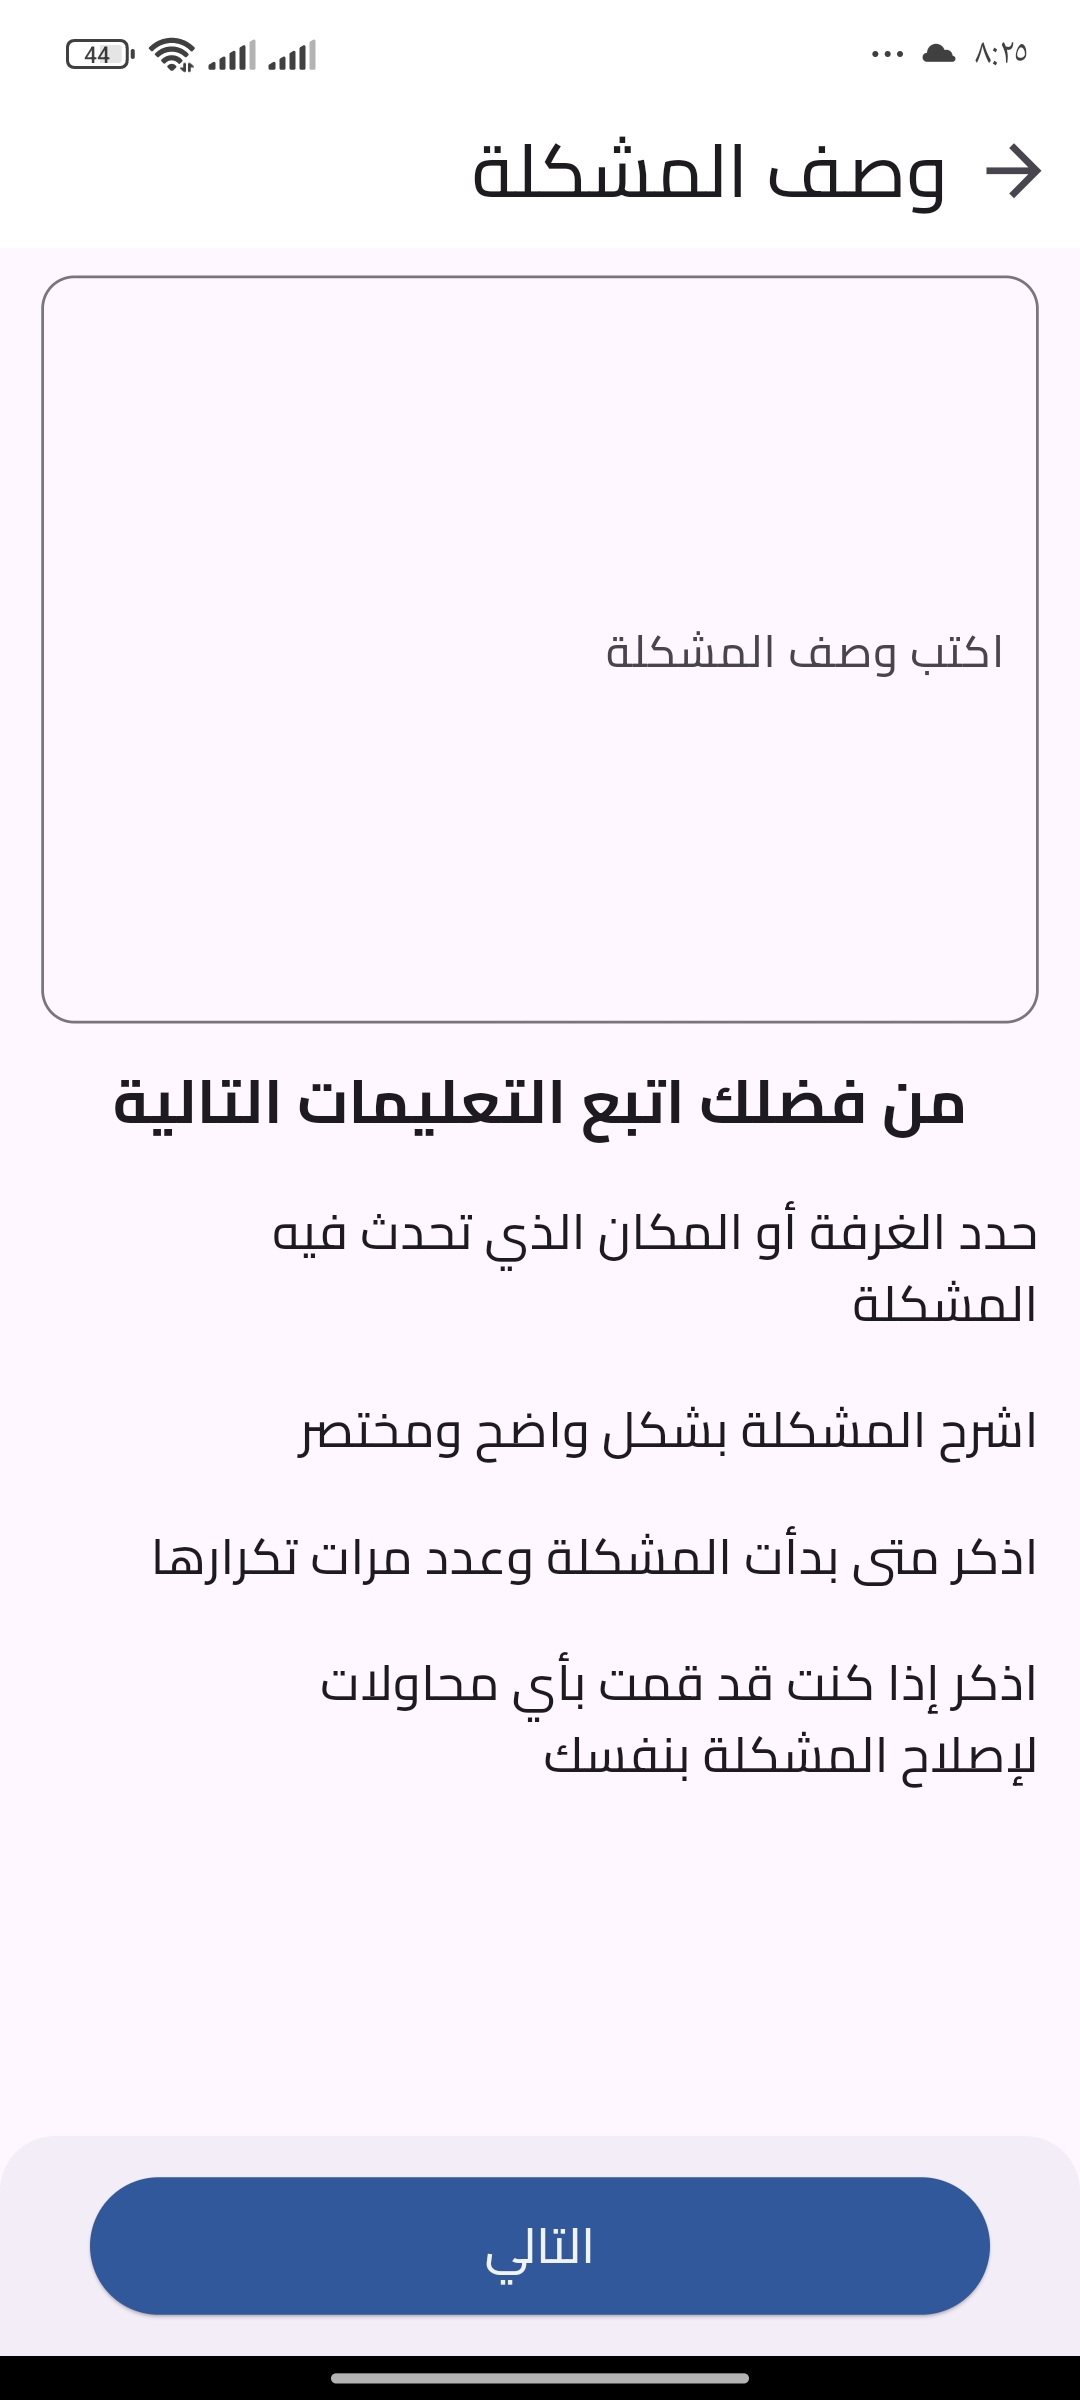 ٨:٢٥
44
وصف المشكلة
اكتب وصف المشكلة
من فضلك اتبع التعليمات التالية
حدد الغرفة أو المكان الذي تحدث فيه
المشكلة
اشرح المشكلة بشكل واضح ومختصر
اذكر متى بدأت المشكلة وعدد مرات تكرارها
اذكر إذا كنت قد قمت بأي محاولات
لإصلاح المشكلة بنفسك
التالي